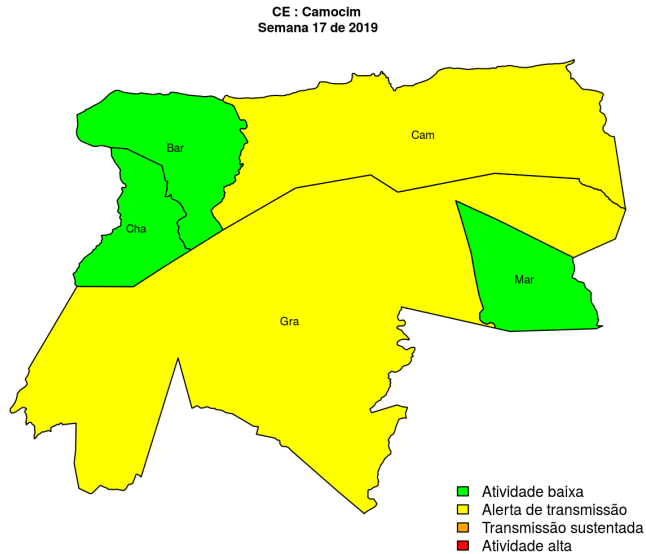 CE : Camocim
Semana 17 de 2019
Bar
Cam
Cha
Mar
Gra
Atividade baixa
Alerta de transmissão
Transmissão sustentada
Atividade alta